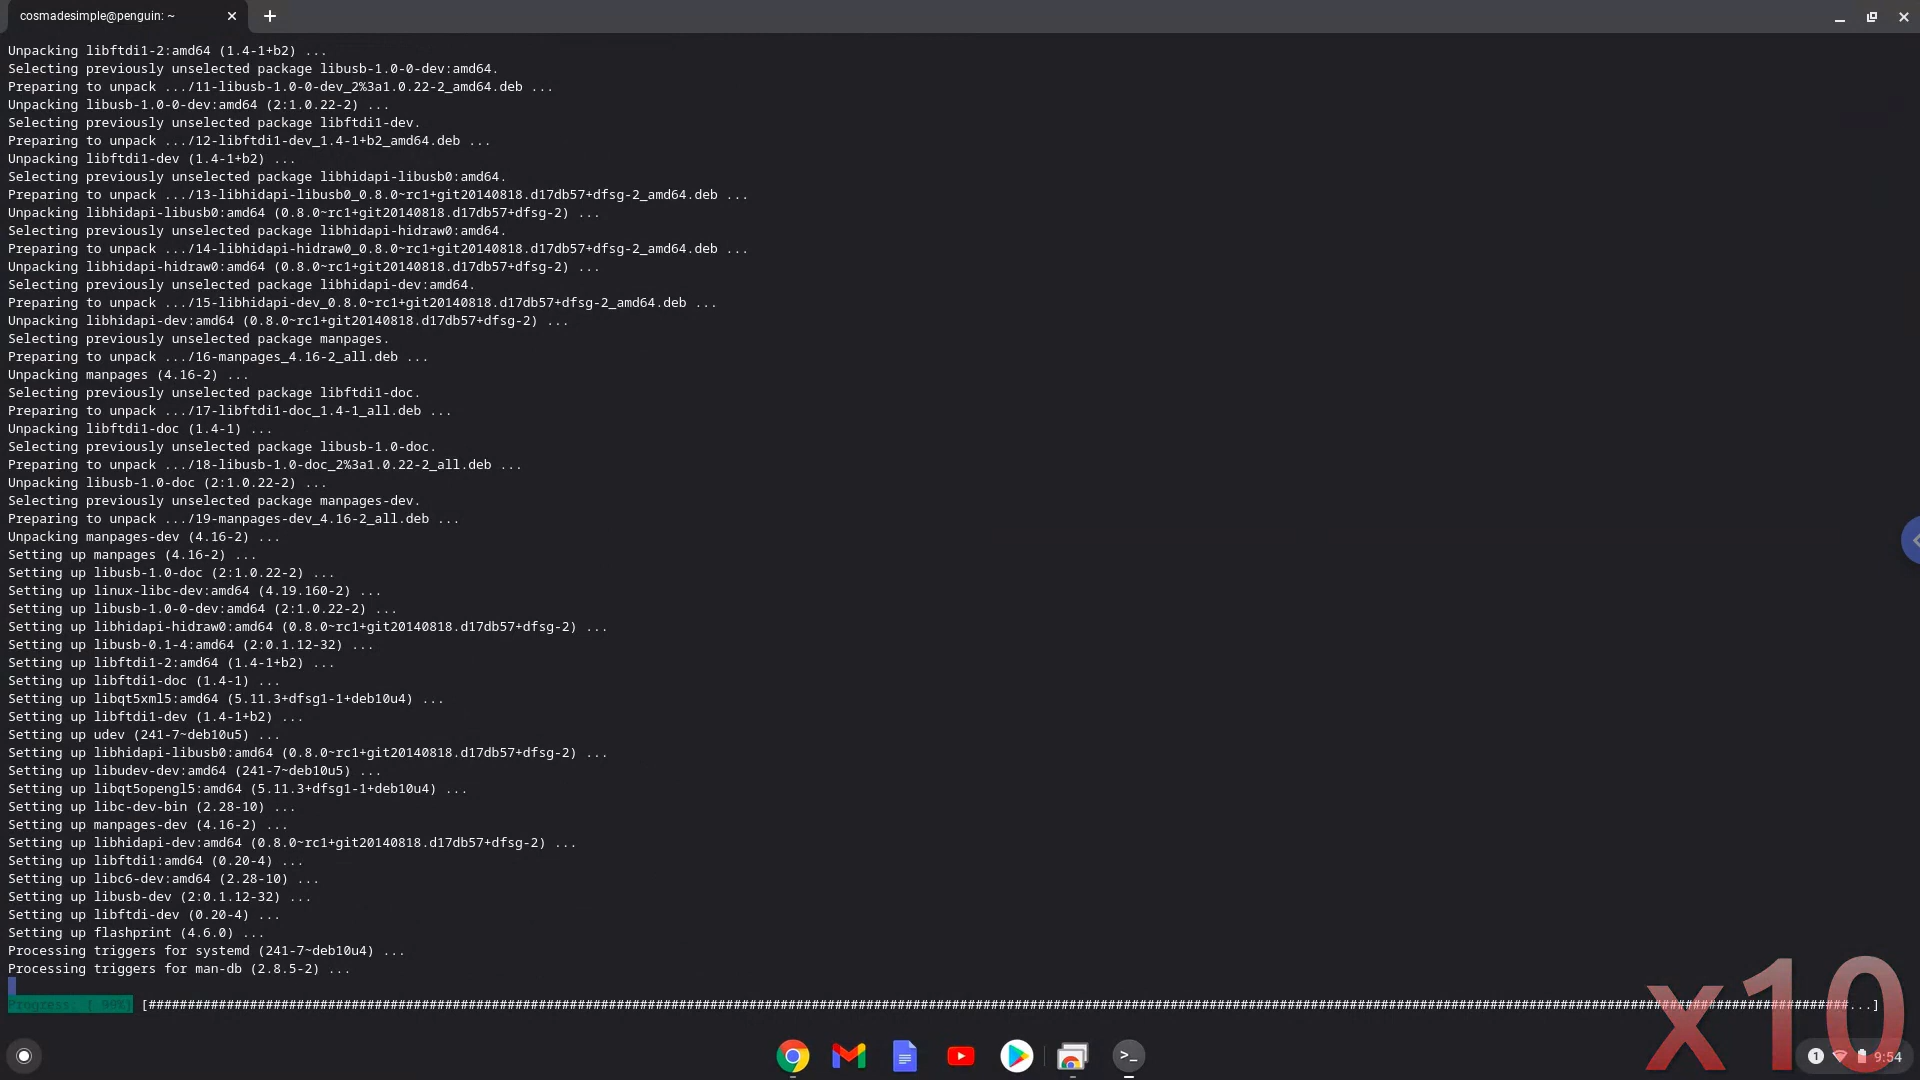 cosmadesimple@penguin: ~
Unpacking libftdi1-2:amd64 (1.4-1+b2) ...
Selecting previously unselected package libusb-1.0-0-dev:amd64.
Preparing to unpack .../11-libusb-1.0-0-dev_2%3a1.0.22-2_amd64.deb ...
Unpacking libusb-1.0-0-dev:amd64 (2:1.0.22-2) ...
Selecting previously unselected package libftdi1-dev.
Preparing to unpack .../12-libftdi1-dev_1.4-1+b2_amd64.deb ...
Unpacking libftdi1-dev (1.4-1+b2) ...
Selecting previously unselected package libhidapi-libusb0:amd64.
Preparing to unpack .../13-libhidapi-libusb0_0.8.0~rc1+git20140818.d17db57+dfsg-2_amd64.deb ...
Unpacking libhidapi-libusb0:amd64 (0.8.0~rc1+git20140818.d17db57+dfsg-2) ...
Selecting previously unselected package libhidapi-hidraw0:amd64.
Preparing to unpack .../14-libhidapi-hidraw0_0.8.0~rc1+git20140818.d17db57+dfsg-2_amd64.deb ...
Unpacking libhidapi-hidraw0:amd64 (0.8.0~rc1+git20140818.d17db57+dfsg-2) ...
Selecting previously unselected package libhidapi-dev:amd64.
Preparing to unpack .../15-libhidapi-dev_0.8.0~rc1+git20140818.d17db57+dfsg-2_amd64.deb ...
Unpacking libhidapi-dev:amd64 (0.8.0~rc1+git20140818.d17db57+dfsg-2) ...
Selecting previously unselected package manpages.
Preparing to unpack .../16-manpages_4.16-2_all.deb ...
Unpacking manpages (4.16-2) ...
Selecting previously unselected package libftdi1-doc.
Preparing to unpack .../17-libftdi1-doc_1.4-1_all.deb ...
Unpacking libftdi1-doc (1.4-1) ...
Selecting previously unselected package libusb-1.0-doc.
Preparing to unpack .../18-libusb-1.0-doc_2%3a1.0.22-2_all.deb ...
Unpacking libusb-1.0-doc (2:1.0.22-2) ...
Selecting previously unselected package manpages-dev.
Preparing to unpack .../19-manpages-dev_4.16-2_all.deb ...
Unpacking manpages-dev (4.16-2) ...
Setting up manpages (4.16-2) ...
Setting up libusb-1.0-doc (2:1.0.22-2) ...
Setting up linux-libc-dev:amd64 (4.19.160-2) ...
Setting up libusb-1.0-0-dev:amd64 (2:1.0.22-2) ...
Setting up libhidapi-hidraw0:amd64 (0.8.0~rc1+git20140818.d17db57+dfsg-2) ...
Setting up libusb-0.1-4:amd64 (2:0.1.12-32) ...
Setting up libftdi1-2:amd64 (1.4-1+b2) ...
Setting up libftdi1-doc (1.4-1) ...
Setting up libqt5xml5:amd64 (5.11.3+dfsg1-1+deb10u4) ...
Setting up libftdi1-dev (1.4-1+b2) ...
Setting up udev (241-7~deb10u5) ...
Setting up libhidapi-libusb0:amd64 (0.8.0~rc1+git20140818.d17db57+dfsg-2) ...
Setting up libudev-dev:amd64 (241-7~deb10u5) ...
Setting up libqt5opengl5:amd64 (5.11.3+dfsg1-1+deb10u4) ...
Setting up libc-dev-bin (2.28-10) ...
Setting up manpages-dev (4.16-2) ...
Setting up libhidapi-dev:amd64 (0.8.0~rc1+git20140818.d17db57+dfsg-2) ...
Setting up libftdi1:amd64 (0.20-4) ...
Setting up libc6-dev:amd64 (2.28-10) ...
Setting up libusb-dev (2:0.1.12-32) ...
Setting up libftdi-dev (0.20-4) ...
Setting up flashprint (4.6.0) ...
Processing triggers for systemd (241-7~deb10u4) ...
Processing triggers for man-db (2.8.5-2) ...
Progress: [ 99%] [##########################################################################################################################################################################################################################...]
x10
1 9:54